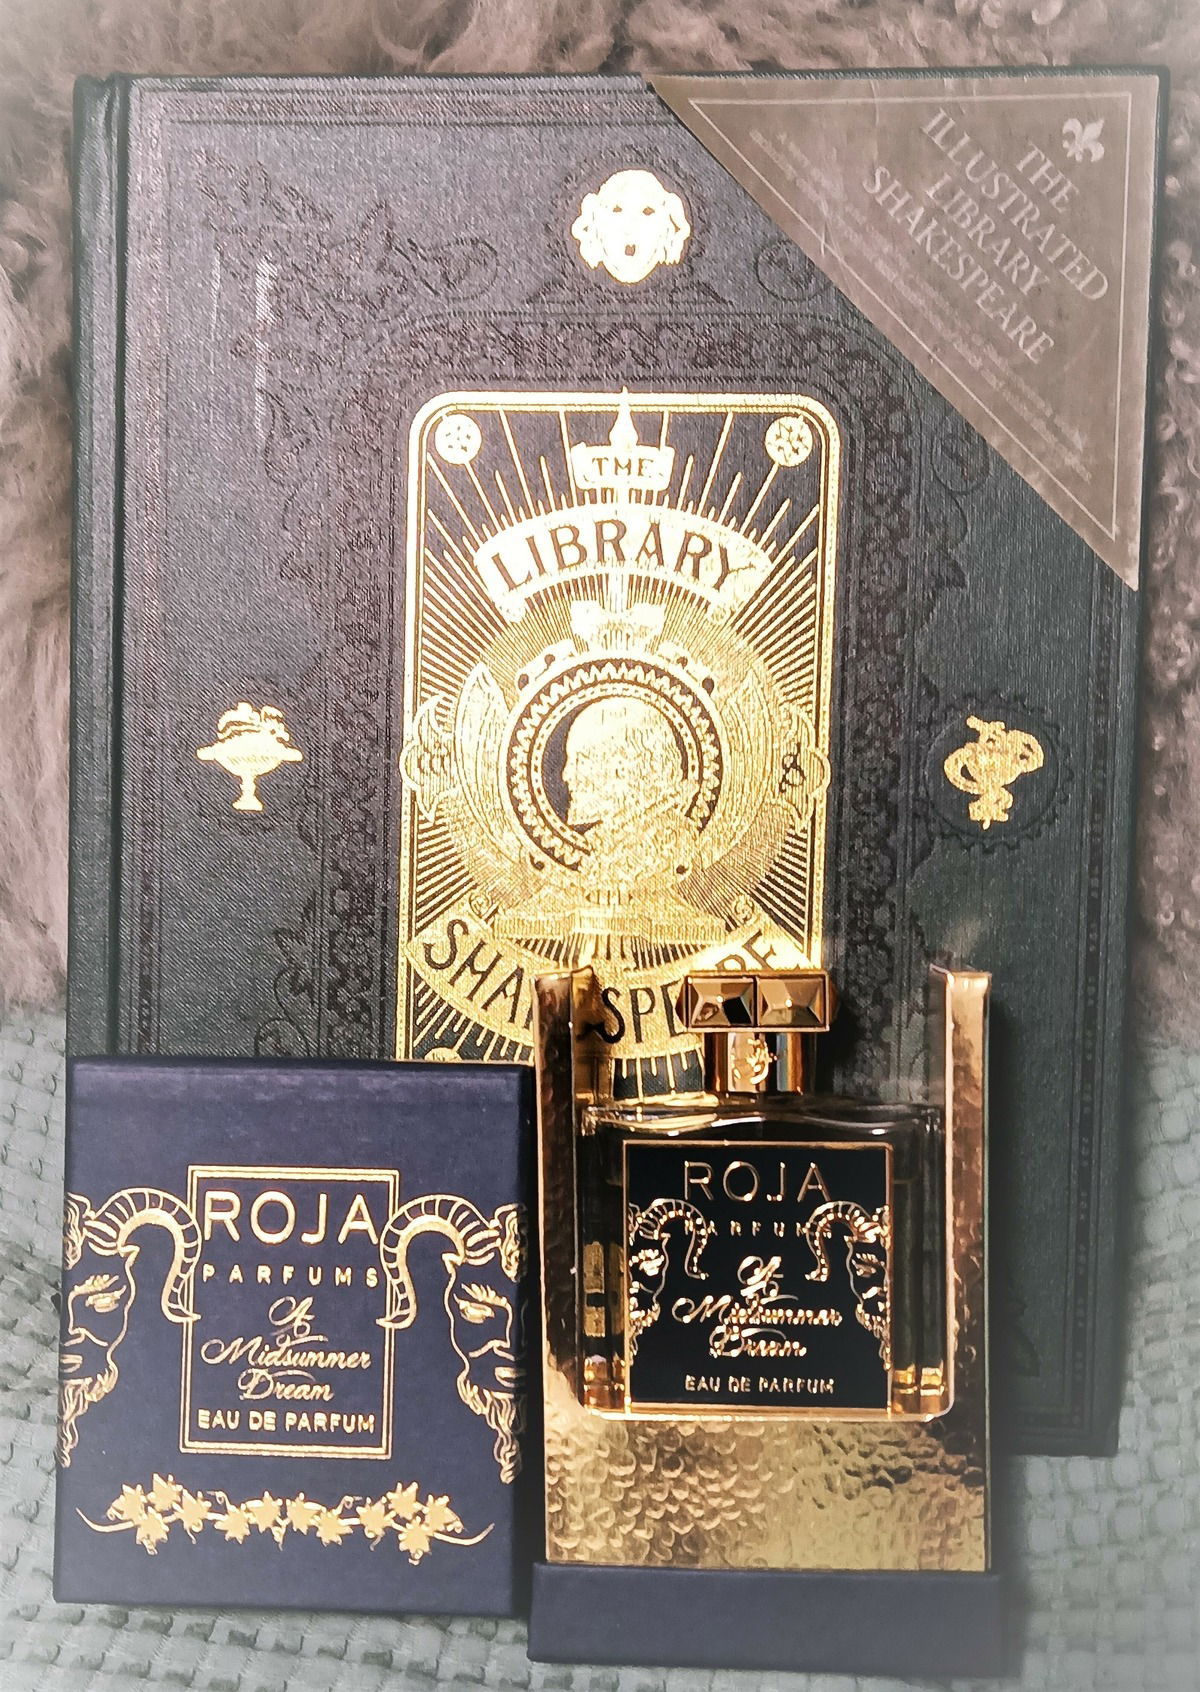 THE
ILLUSTRATED
LIBRARY
SHAKESPEARE
THE
LIBRARY
SHAKESPEARE
ROJA
PARFUMS
A
Midsummer
Dream
EAU DE PARFUM
ROJA
PARFUMS
A
Midsummer
Dream
EAU DE PARFUM